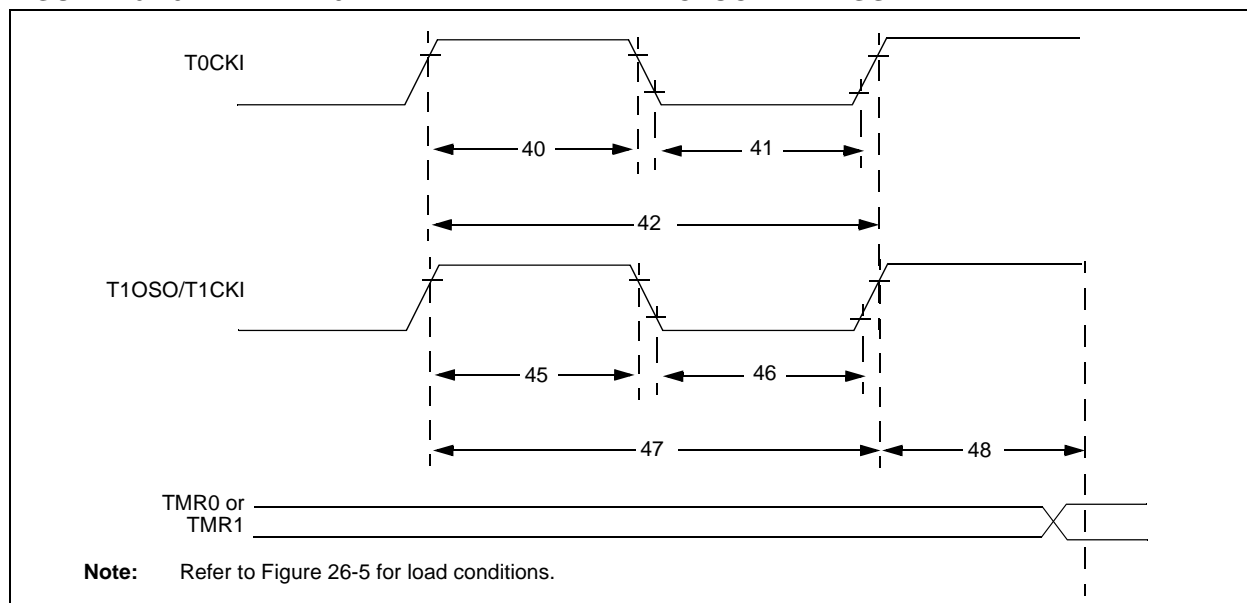 T0CKI
40
41
42
T1OSO/T1CKI
45
46
47
48
TMR0 or
TMR1
Note: Refer to Figure 26-5 for load conditions.